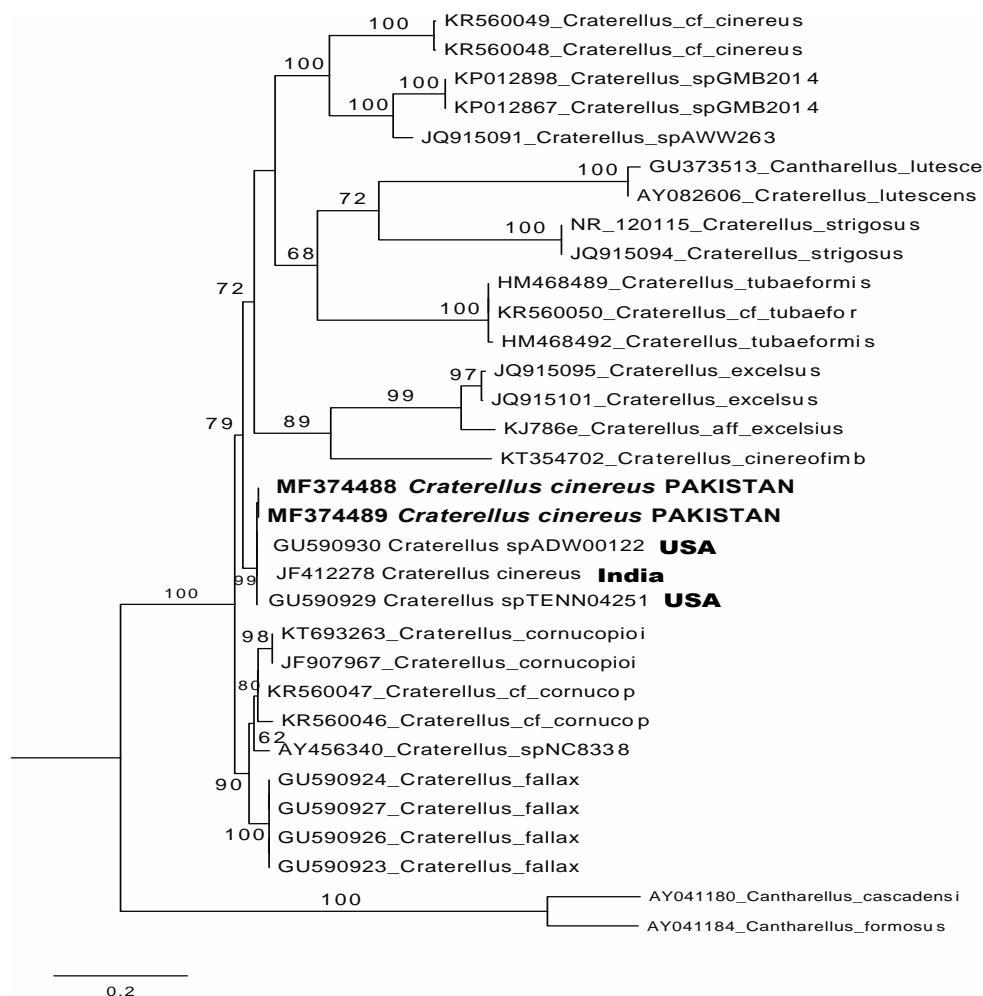 100
KR560049_Craterellus_cf_cinereus
KR560048_Craterellus_cf_cinereus
100
100
KP012898_Craterellus_spGMB2014
100
KP012867_Craterellus_spGMB2014
JQ915091_Craterellus_spAWW263
100
GU373513_Cantharellus_lutesce
72
AY082606_Craterellus_lutescens
100
NR_120115_Craterellus_strigosus
68
JQ915094_Craterellus_strigosus
72
HM468489_Craterellus_tubaeformis
100
KR560050_Craterellus_cf_tubaefor
HM468492_Craterellus_tubaeformis
97
JQ915095_Craterellus_excelsus
99
JQ915101_Craterellus_excelsus
79
89
KJ786e_Craterellus_aff_excelsius
KT354702_Craterellus_cinereofimb
MF374488 Craterellus cinereus PAKISTAN
MF374489 Craterellus cinereus PAKISTAN
GU590930 Craterellus spADW00122 USA
99
JF412278 Craterellus cinereus India
100
GU590929 Craterellus spTENN04251 USA
98
KT693263_Craterellus_cornucopioi
JF907967_Craterellus_cornucopioi
80
KR560047_Craterellus_cf_cornucop
KR560046_Craterellus_cf_cornucop
62
AY456340_Craterellus_spNC8338
90
GU590924_Craterellus_fallax
GU590927_Craterellus_fallax
100
GU590926_Craterellus_fallax
GU590923_Craterellus_fallax
100
AY041180_Cantharellus_cascadensi
AY041184_Cantharellus_formosus
0.2